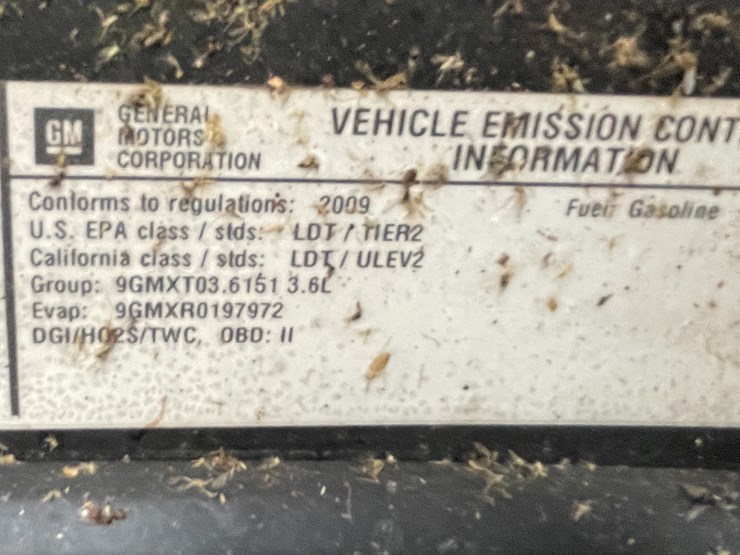 GM
GENERAL
MOTORS
CORPORATION
VEHICLE EMISSION CONT
INFORMATION
Conforms to regulations: 2009
Fuel: Gasoline
U.S. EPA class / stds: LDT / TIER2
California class / stds: LDT / ULEV2
Group: 9GMXT03.6151 3.6L
Evap: 9GMXR0197972
DGI/HO2S/TWC, OBD: II